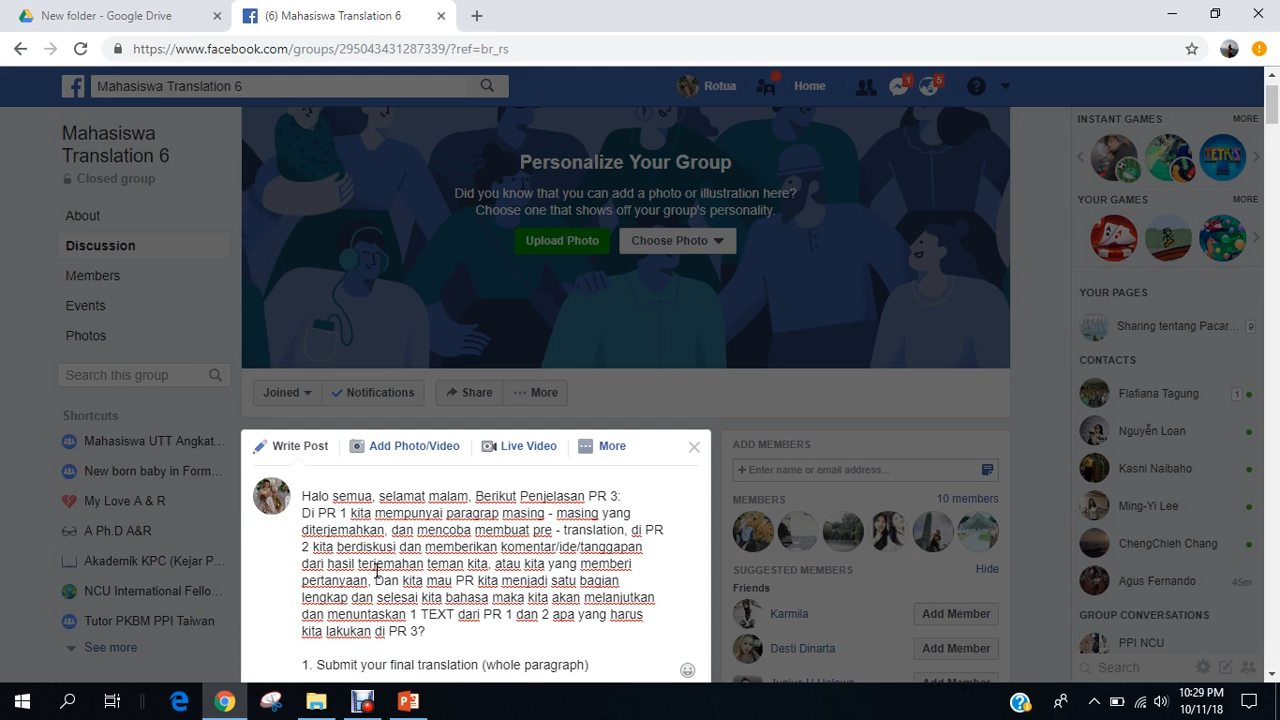 New folder - Google Drive
(6) Mahasiswa Translation 6
https://www.facebook.com/groups/295043431287339/?ref=br_rs
Mahasiswa Translation 6
Rotua
Home
1
5
Mahasiswa
Translation 6
Closed group
About
Discussion
Members
Events
Photos
Search this group
Shortcuts
Mahasiswa UTT Angkat...
New born baby in Form...
My Love A & R
A Ph.D A&R
Akademik KPC (Kejar P...
NCU International Fello...
Tutor PKBM PPI Taiwan
See more
Personalize Your Group
Did you know that you can add a photo or illustration here?
Choose one that shows off your group's personality.
Upload Photo
Choose Photo
Joined
Notifications
Share
More
Write Post
Add Photo/Video
Live Video
More
Halo semua, selamat malam, Berikut Penjelasan PR 3:
Di PR 1 kita mempunyai paragrap masing - masing yang
diterjemahkan, dan mencoba membuat pre - translation, di PR
2 kita berdiskusi dan memberikan komentar/ide/tanggapan
dari hasil terjemahan teman kita, atau kita yang memberi
pertanyaan, Dan kita mau PR kita menjadi satu bagian
lengkap dan selesai kita bahasa maka kita akan melanjutkan
dan menuntaskan 1 TEXT dari PR 1 dan 2 apa yang harus
kita lakukan di PR 3?
1. Submit your final translation (whole paragraph)
ADD MEMBERS
+ Enter name or email address...
MEMBERS
10 members
SUGGESTED MEMBERS
Hide
Friends
Karmila
Add Member
Desti Dinarta
Add Member
Add Member
INSTANT GAMES
MORE
TETRIS
YOUR GAMES
MORE
YOUR PAGES
Sharing tentang Pacar...
9
CONTACTS
Flafiana Tagung
1
Nguyễn Loan
Kasni Naibaho
Ming-Yi Lee
ChengChieh Chang
Agus Fernando
45m
GROUP CONVERSATIONS
PPI NCU
Search
10:29 PM
10/11/18